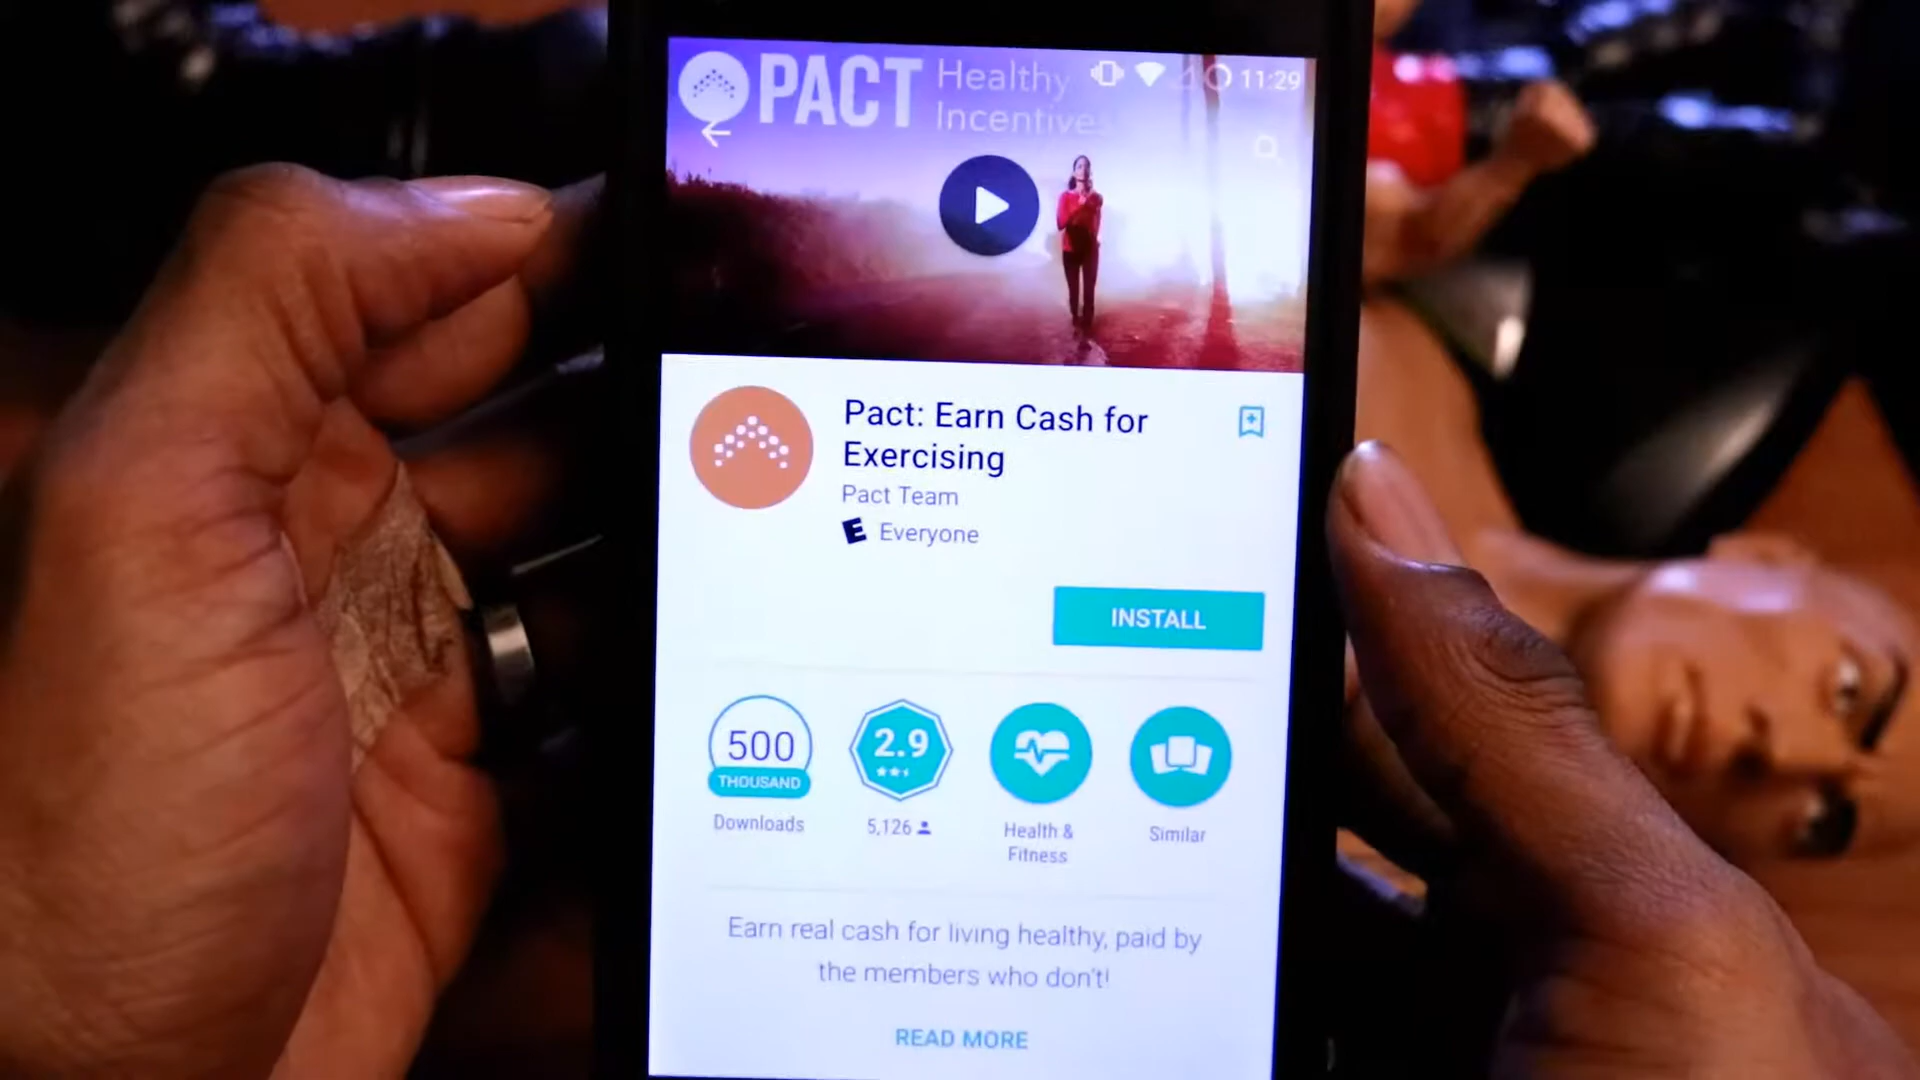 PACT Healthy
Incentives
11:29
Pact: Earn Cash for
Exercising
Pact Team
E Everyone
INSTALL
500
THOUSAND
Downloads
2.9
5,126
Health &
Fitness
Similar
Earn real cash for living healthy, paid by
the members who don't!
READ MORE